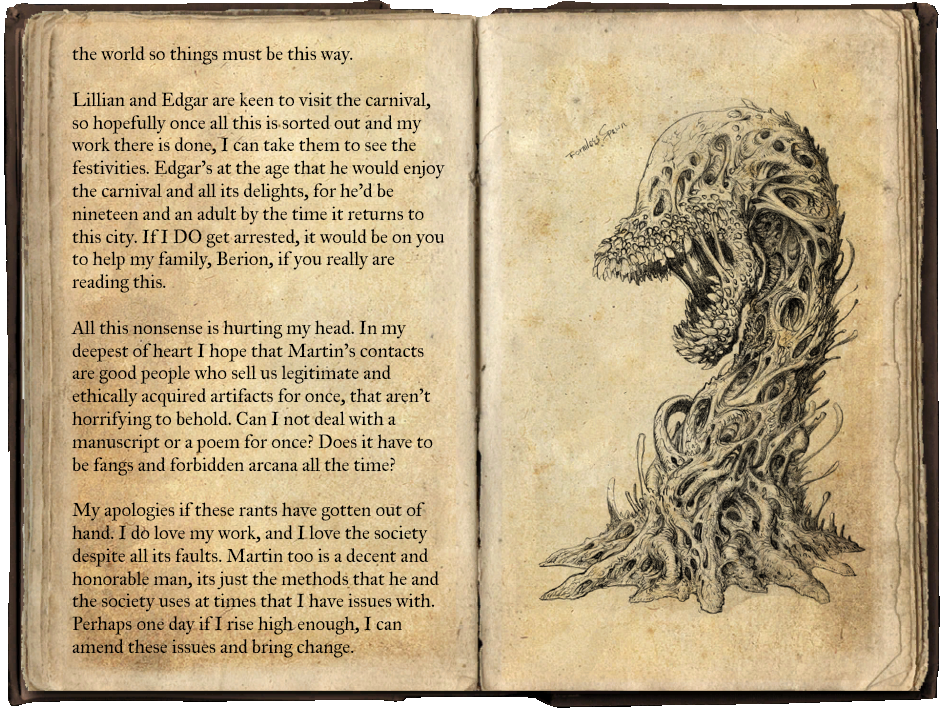 the world so things must be this way.
Lillian and Edgar are keen to visit the carnival,
so hopefully once all this is sorted out and my
work there is done, I can take them to see the
festivities. Edgar's at the age that he would enjoy
the carnival and all its delights, for he'd be
nineteen and an adult by the time it returns to
this city. If I DO get arrested, it would be on you
to help my family, Berion, if you really are
reading this.
All this nonsense is hurting my head. In my
deepest of heart I hope that Martin's contacts
are good people who sell us legitimate and
ethically acquired artifacts for once, that aren't
horrifying to behold. Can I not deal with a
manuscript or a poem for once? Does it have to
be fangs and forbidden arcana all the time?
My apologies if these rants have gotten out of
hand. I do love my work, and I love the society
despite all its faults. Martin too is a decent and
honorable man, its just the methods that he and
the society uses at times that I have issues with.
Perhaps one day if I rise high enough, I can
amend these issues and bring change.
Formless Spawn